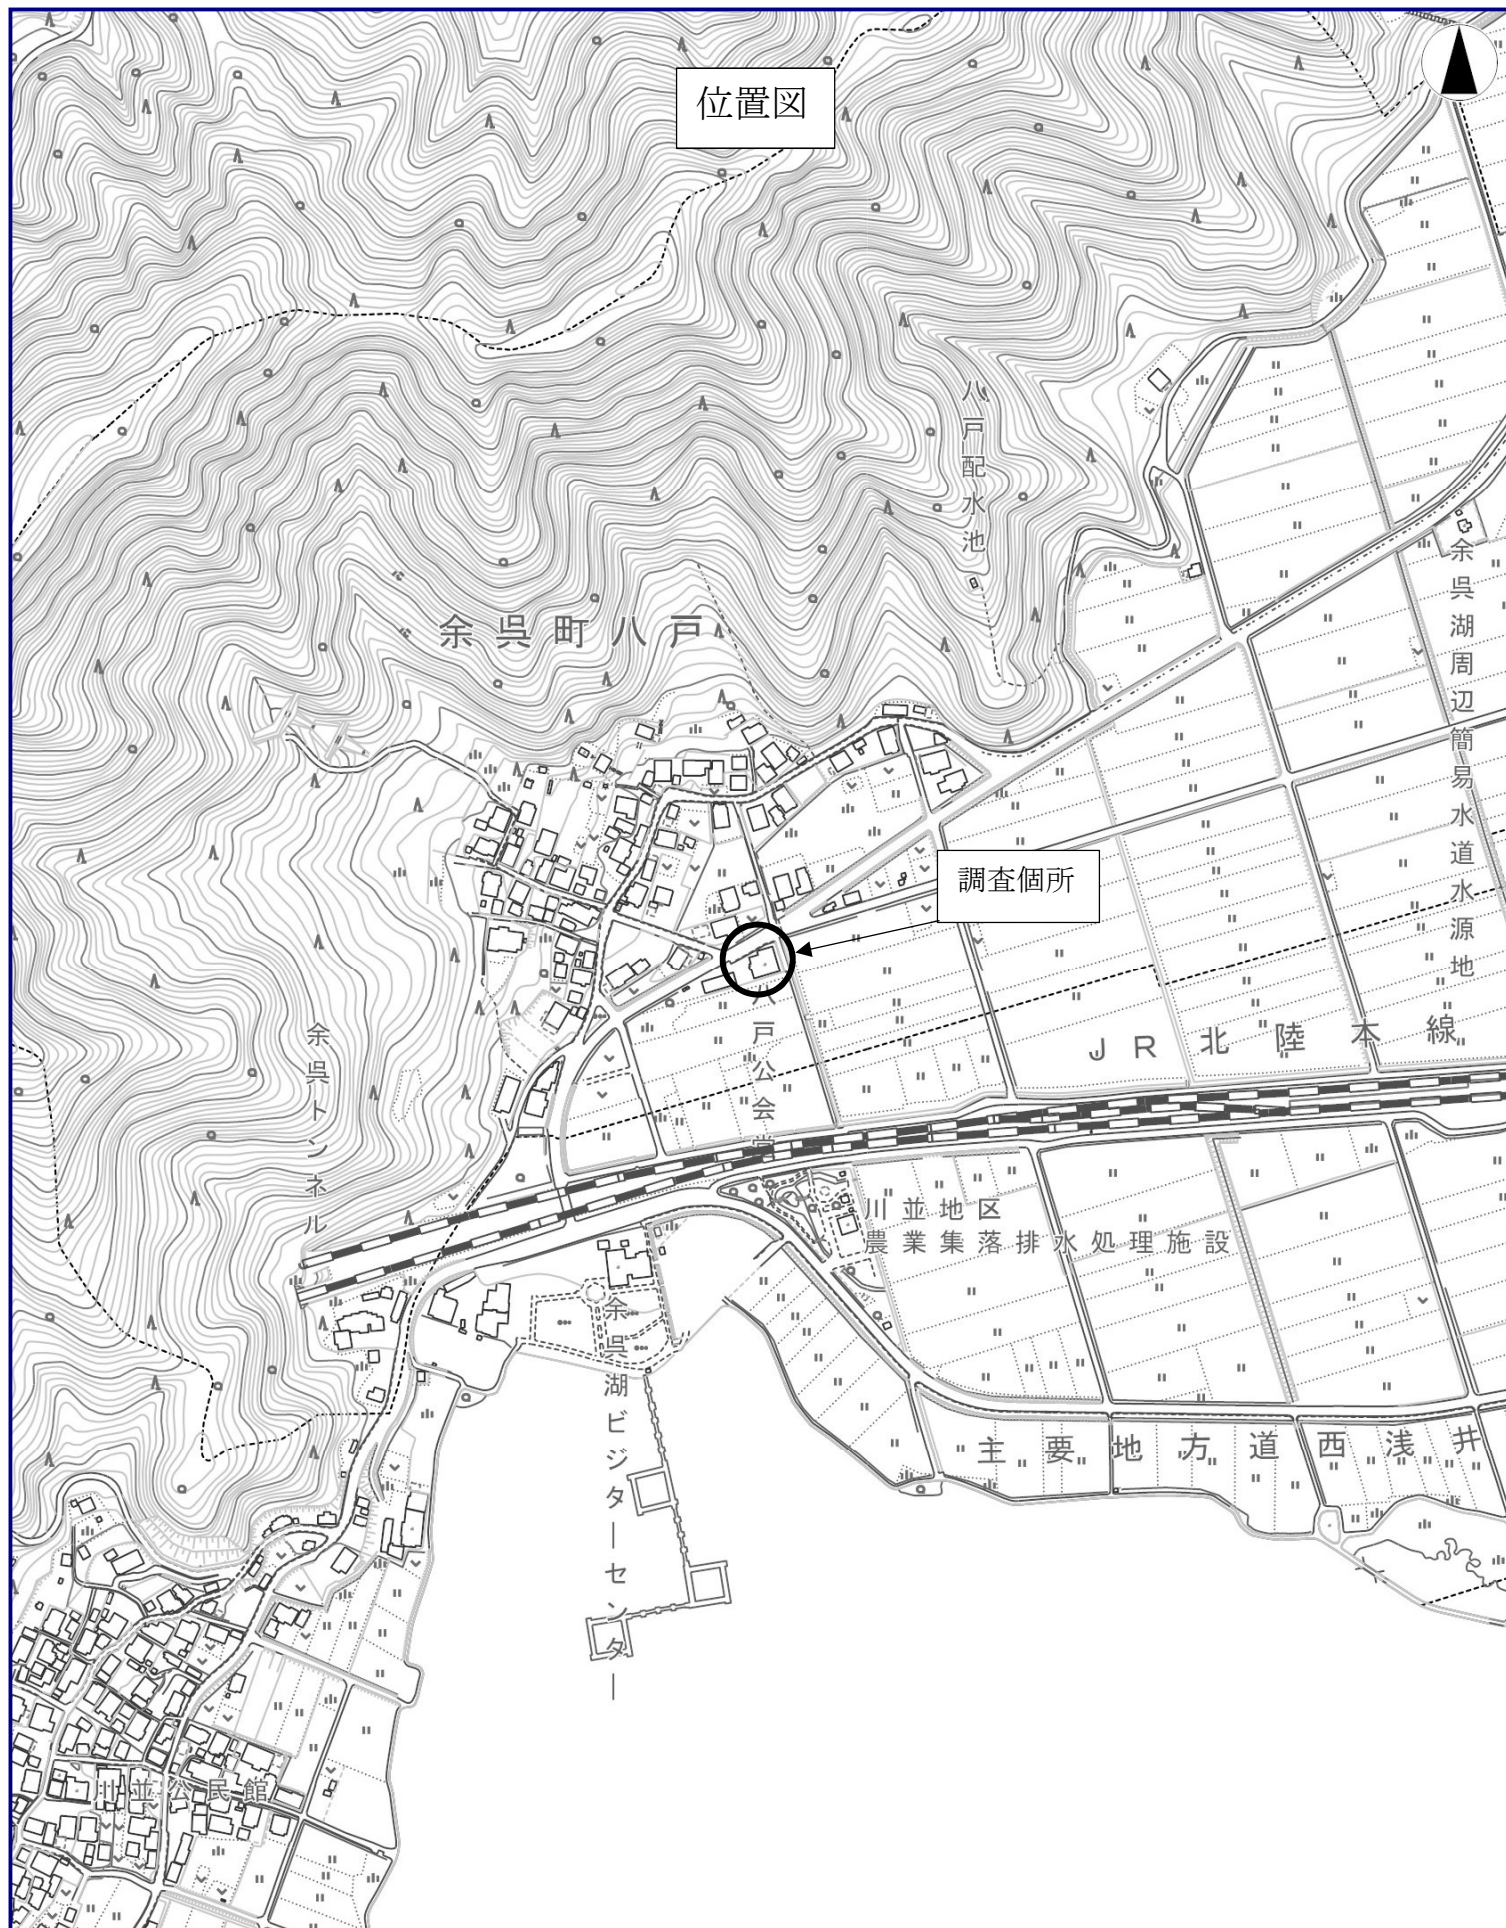 位置図
八戸配水池
余呉湖周辺簡易水道水源地
余呉町八戸
調査個所
八戸公会堂
JR北陸本線
余呉トンネル
川並地区
農業集落排水処理施設
余呉湖ビジターセンター
主要地方道西浅井
川並公民館